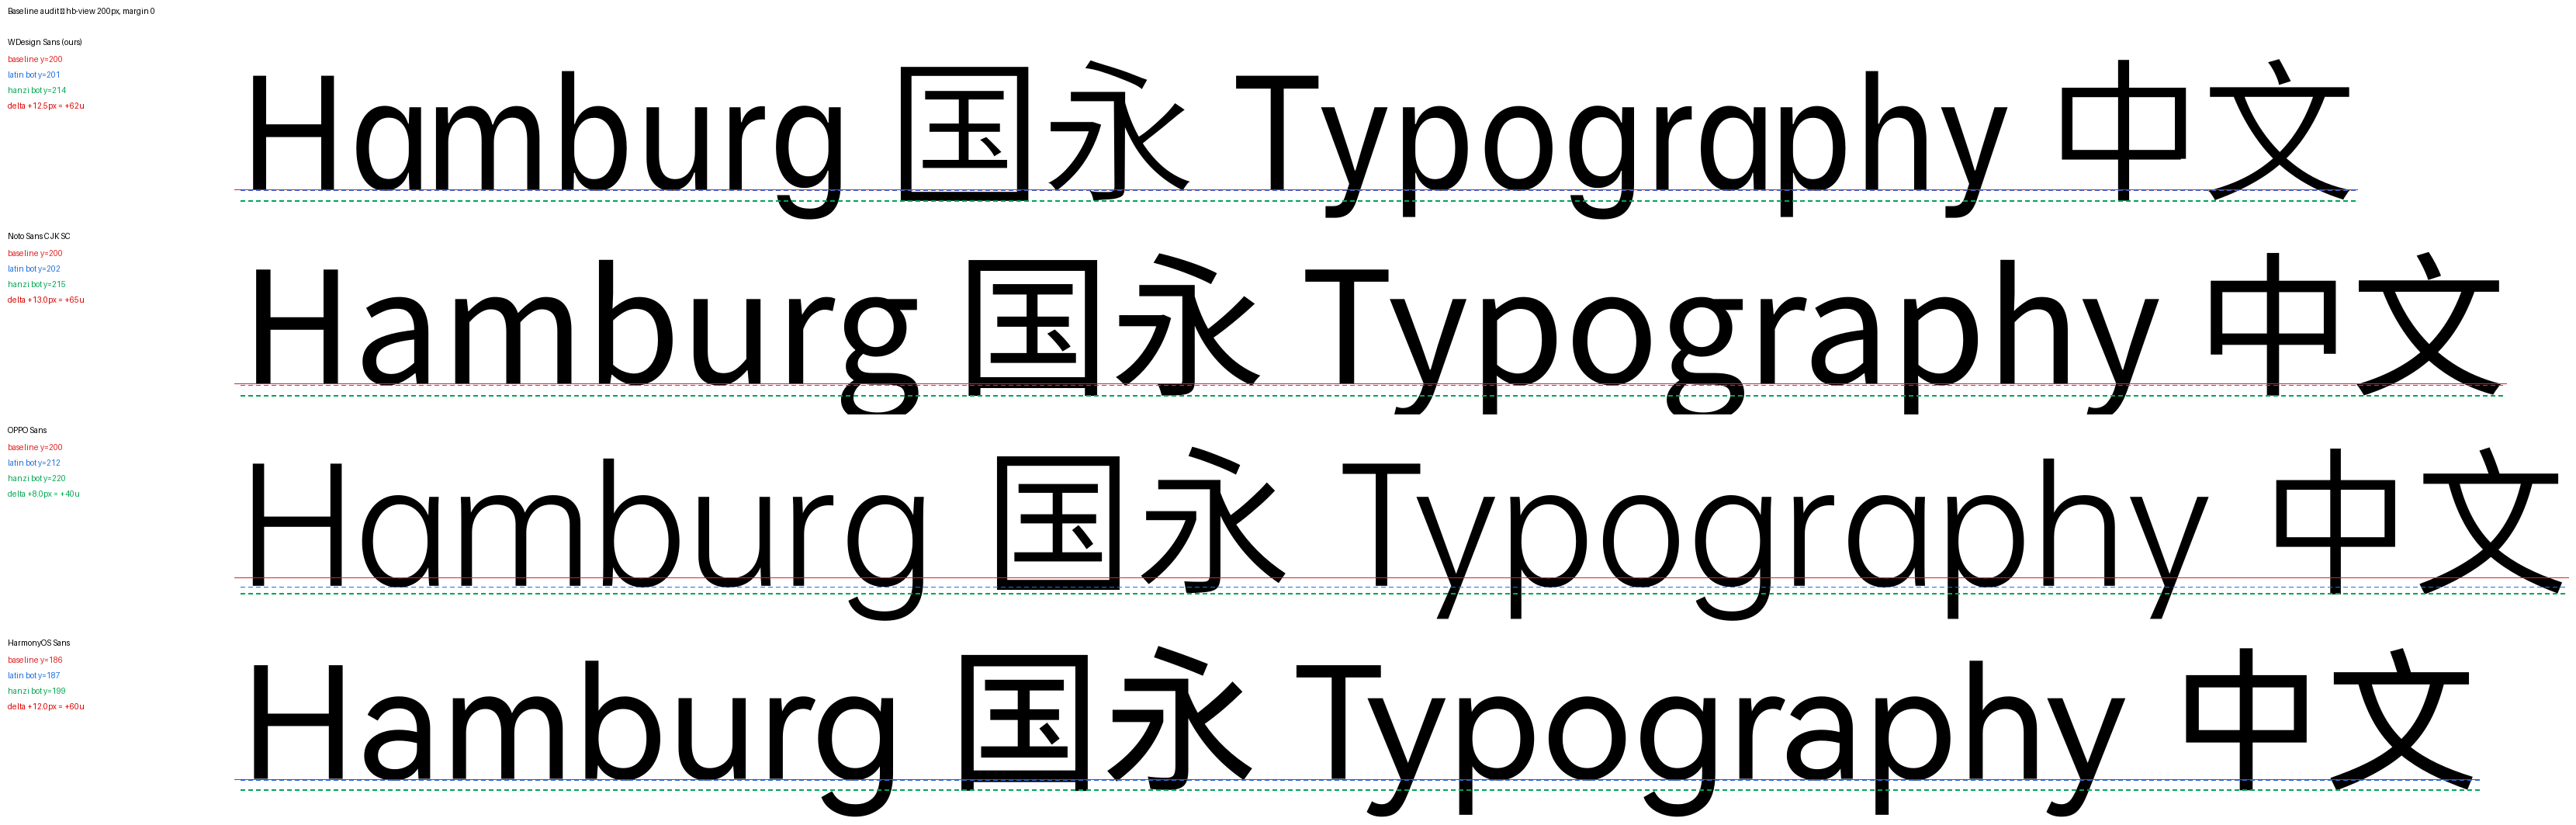 Baseline audit▯hb-view 200px, margin 0
WDesign Sans (ours)
baseline y=200
latin bot y=201
hanzi bot y=214
delta +12.5px = +62u
Hamburg 国永 Typography 中文
Noto Sans CJK SC
baseline y=200
latin bot y=202
hanzi bot y=215
delta +13.0px = +65u
Hamburg 国永 Typography 中文
OPPO Sans
baseline y=200
latin bot y=212
hanzi bot y=220
delta +8.0px = +40u
Hamburg 国永 Typography 中文
HarmonyOS Sans
baseline y=186
latin bot y=187
hanzi bot y=199
delta +12.0px = +60u
Hamburg 国永 Typography 中文